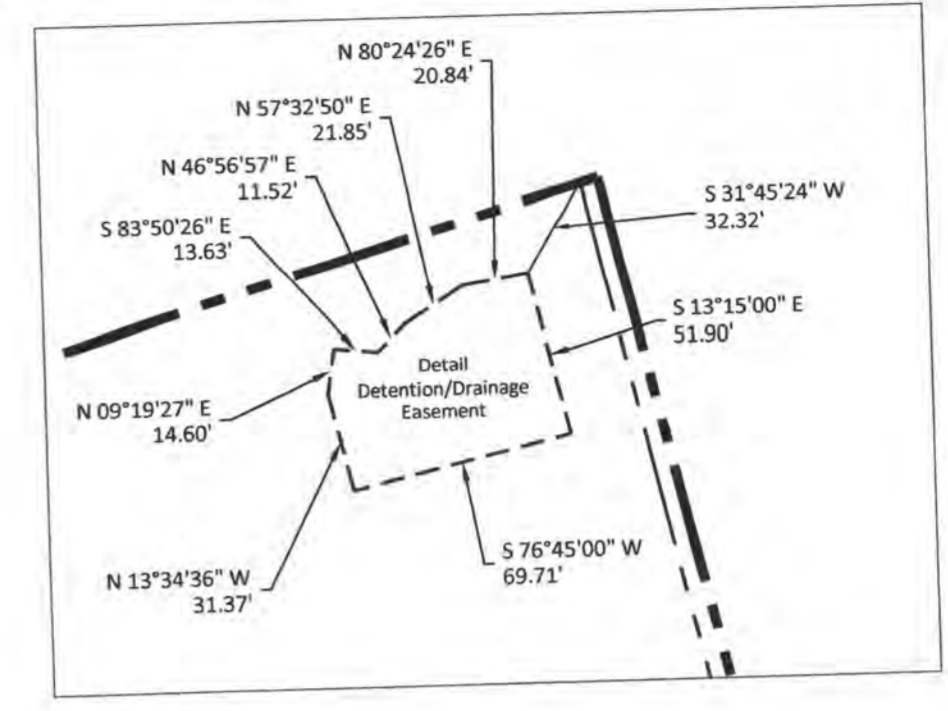 N 80°24'26" E
20.84'
N 57°32'50" E
21.85'
N 46°56'57" E
11.52'
S 83°50'26" E
13.63'
S 31°45'24" W
32.32'
S 13°15'00" E
51.90'
Detail
Detention/Drainage
Easement
N 09°19'27" E
14.60'
S 76°45'00" W
69.71'
N 13°34'36" W
31.37'